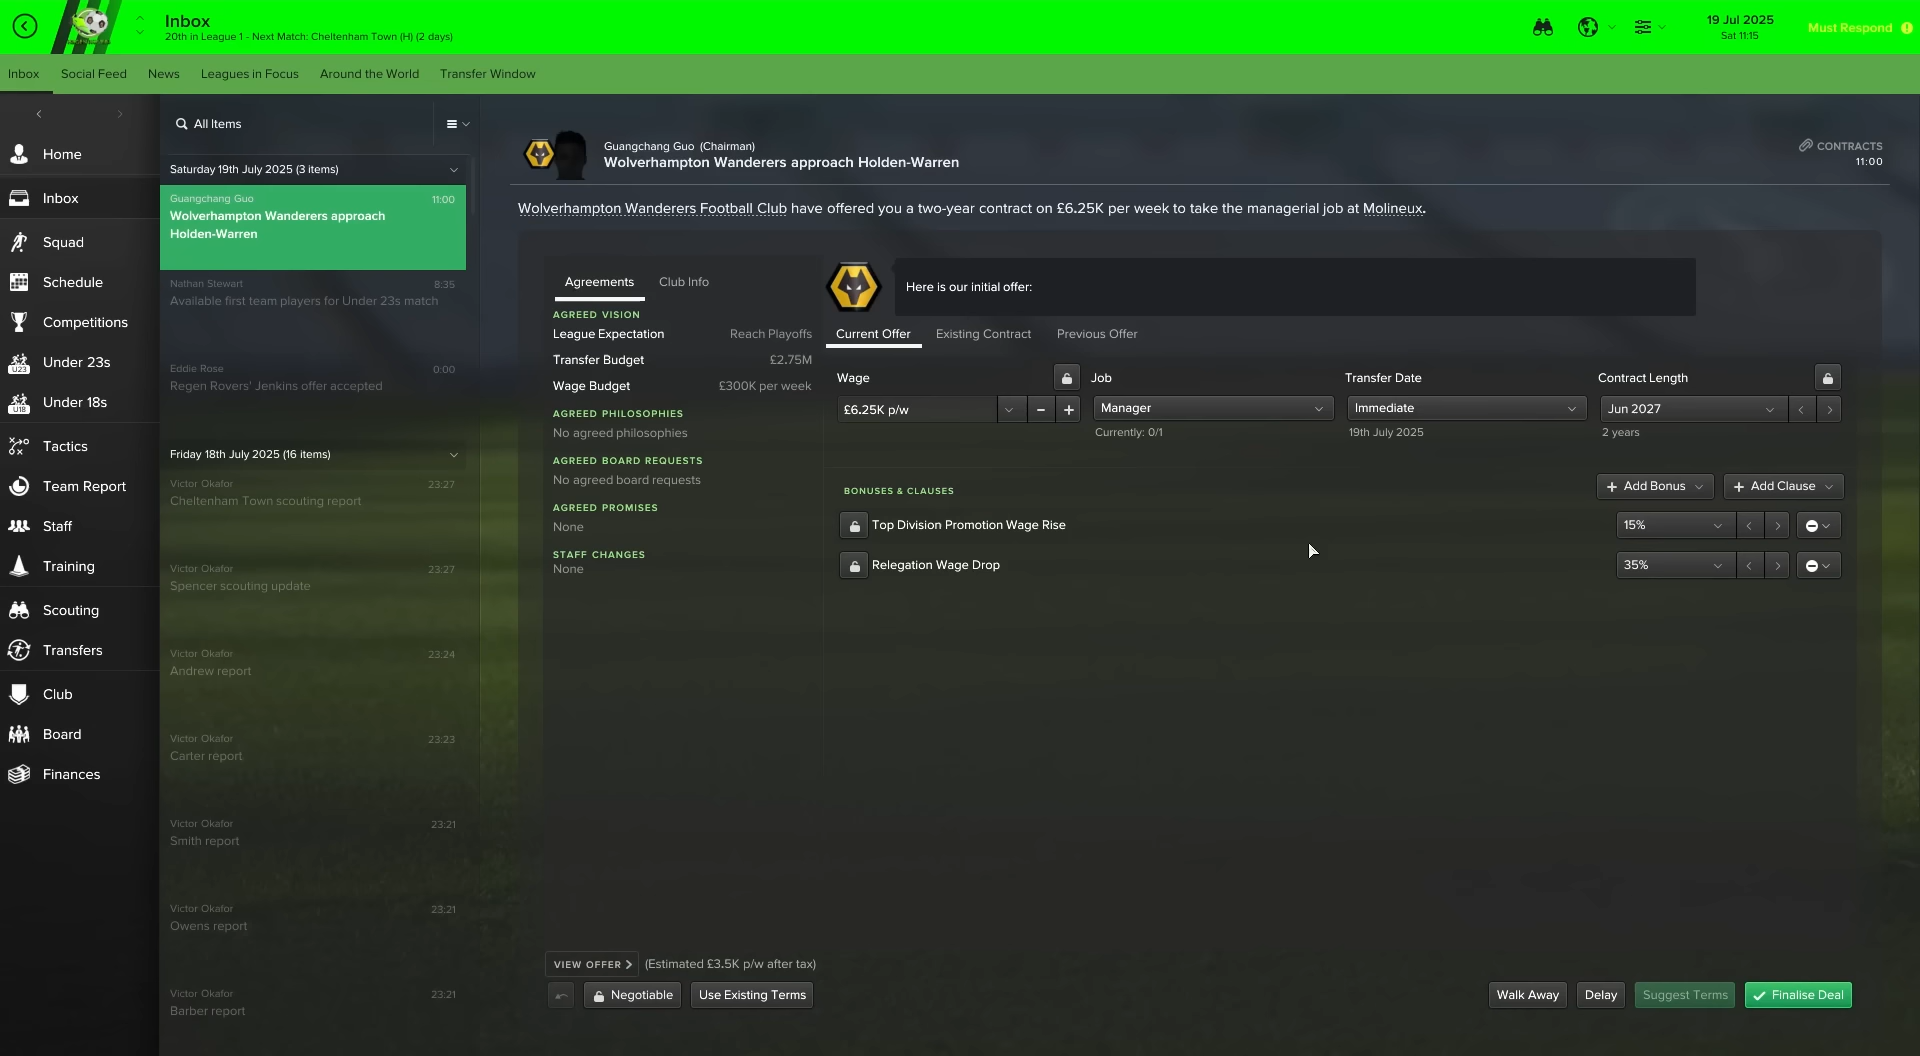 Inbox
20th in League 1 - Next Match: Cheltenham Town (H) (2 days)
19 Jul 2025
Sat 11:15
Must Respond
Inbox
Social Feed
News
Leagues in Focus
Around the World
Transfer Window
Home
Inbox
Squad
Schedule
Competitions
U23
Under 23s
U18
Under 18s
Tactics
Team Report
Staff
Training
Scouting
Transfers
Club
Board
Finances
All Items
Saturday 19th July 2025 (3 items)
Guangchang Guo 11:00
Wolverhampton Wanderers approach
Holden-Warren
Nathan Stewart 8:35
Available first team players for Under 23s match
Eddie Rose 0:00
Regen Rovers' Jenkins offer accepted
Friday 18th July 2025 (16 items)
Victor Okafor 23:27
Cheltenham Town scouting report
Victor Okafor 23:27
Spencer scouting update
Victor Okafor 23:24
Andrew report
Victor Okafor 23:23
Carter report
Victor Okafor 23:21
Smith report
Victor Okafor 23:21
Owens report
Victor Okafor 23:21
Barber report
Guangchang Guo (Chairman)
Wolverhampton Wanderers approach Holden-Warren
CONTRACTS
11:00
Wolverhampton Wanderers Football Club have offered you a two-year contract on £6.25K per week to take the managerial job at Molineux.
Agreements
Club Info
AGREED VISION
League Expectation Reach Playoffs
Transfer Budget £2.75M
Wage Budget £300K per week
AGREED PHILOSOPHIES
No agreed philosophies
AGREED BOARD REQUESTS
No agreed board requests
AGREED PROMISES
None
STAFF CHANGES
None
Here is our initial offer:
Current Offer
Existing Contract
Previous Offer
Wage
Job
Transfer Date
Contract Length
£6.25K p/w
Manager
Immediate
Jun 2027
Currently: 0/1
19th July 2025
2 years
BONUSES & CLAUSES
Add Bonus
Add Clause
Top Division Promotion Wage Rise 15%
Relegation Wage Drop 35%
VIEW OFFER
(Estimated £3.5K p/w after tax)
Negotiable
Use Existing Terms
Walk Away
Delay
Suggest Terms
Finalise Deal